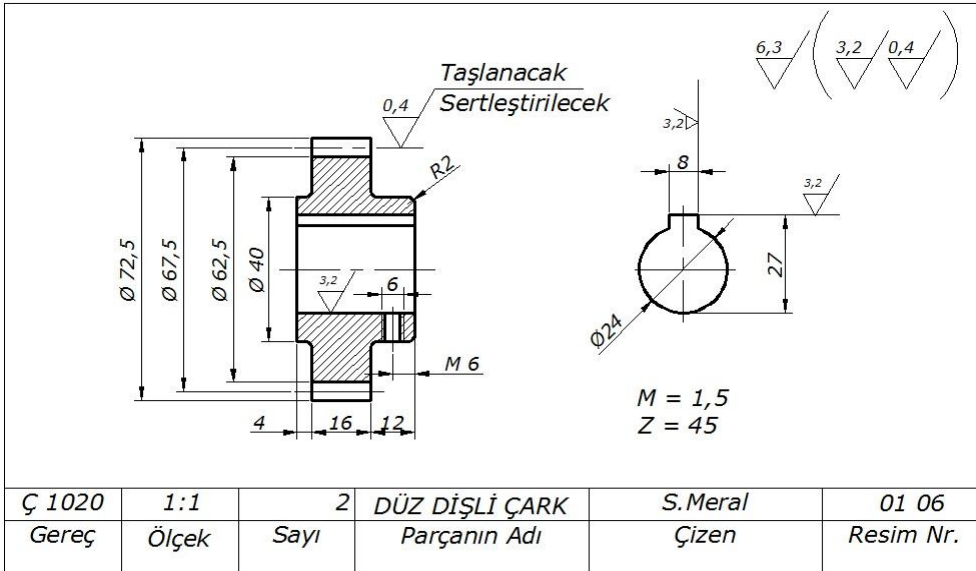 6,3 3,2 0,4
Taşlanacak
0,4 Sertleştirilecek
3,2
R2
8
3,2
Ø 72,5
Ø 67,5
Ø 62,5
Ø 40
3,2
6
27
Ø24
M 6
4 16 12
M = 1,5
Z = 45
Ç 1020 1:1 2 DÜZ DİŞLİ ÇARK S.Meral 01 06
Gereç Ölçek Sayı Parçanın Adı Çizen Resim Nr.